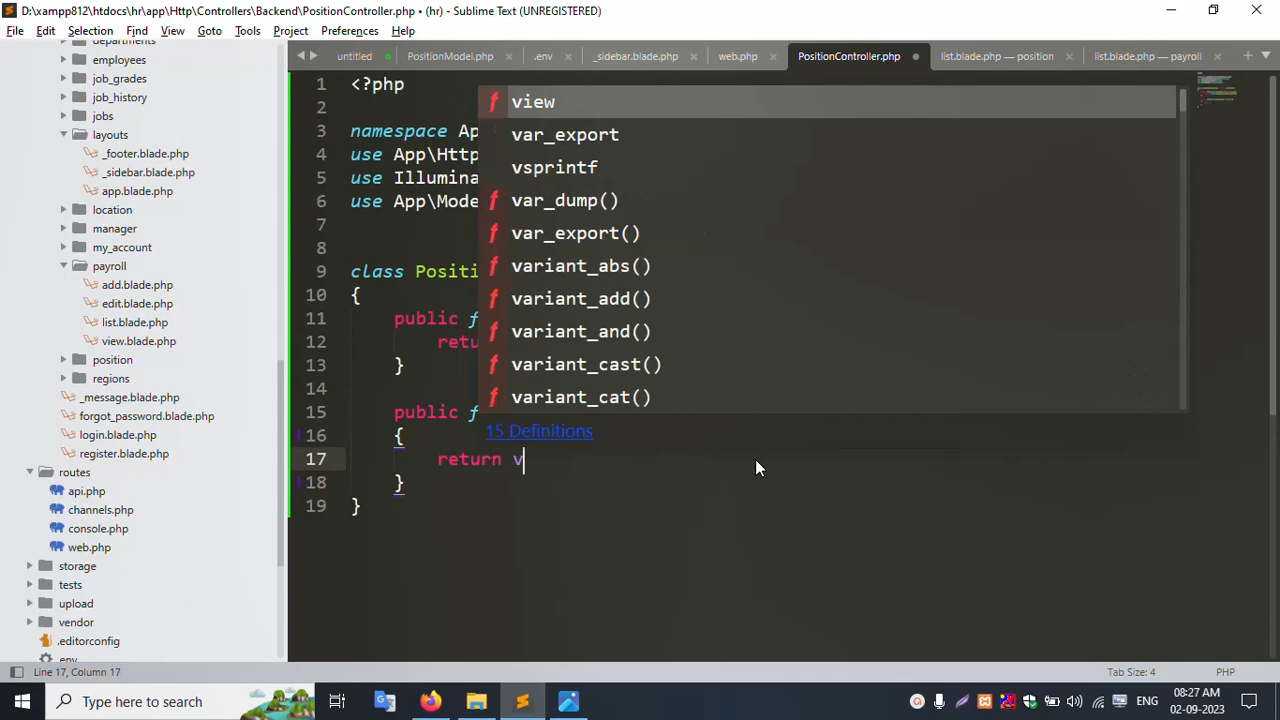 D:\xampp812\htdocs\hr\app\Http\Controllers\Backend\PositionController.php • (hr) - Sublime Text (UNREGISTERED)
File Edit Selection Find View Goto Tools Project Preferences Help
untitled PositionModel.php .env _sidebar.blade.php web.php PositionController.php list.blade.php — position list.blade.php — payroll
departments
employees
job_grades
job_history
jobs
layouts
_footer.blade.php
_sidebar.blade.php
app.blade.php
location
manager
my_account
payroll
add.blade.php
edit.blade.php
list.blade.php
view.blade.php
position
regions
_message.blade.php
forgot_password.blade.php
login.blade.php
register.blade.php
routes
api.php
channels.php
console.php
web.php
storage
tests
upload
vendor
.editorconfig
.env
1 <?php
2
3 namespace Ap
4 use App\Http
5 use Illumina
6 use App\Mode
7
8
9 class Positi
10 {
11 public f
12 retu
13 }
14
15 public f
16 {
17 return v
18 }
19 }
f view
var_export
vsprintf
f var_dump()
f var_export()
f variant_abs()
f variant_add()
f variant_and()
f variant_cast()
f variant_cat()
15 Definitions
Line 17, Column 17 Tab Size: 4 PHP
Type here to search
ENG
08:27 AM
02-09-2023